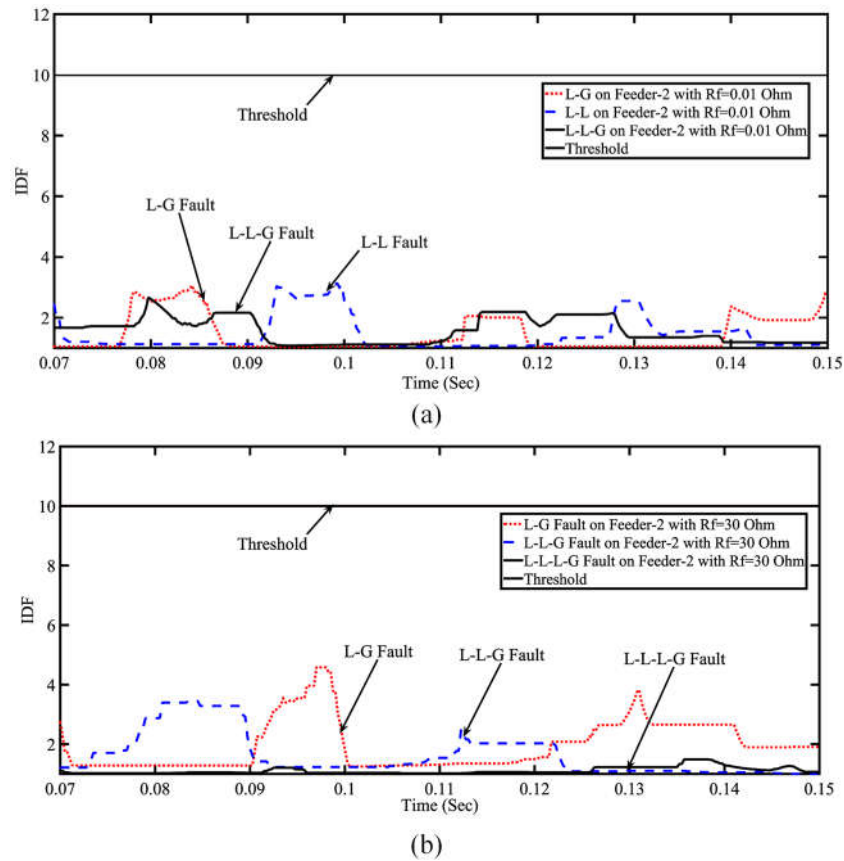 12
10
8
6
4
2
IDF
Threshold
L-G on Feeder-2 with Rf=0.01 Ohm
L-L on Feeder-2 with Rf=0.01 Ohm
L-L-G on Feeder-2 with Rf=0.01 Ohm
Threshold
L-G Fault
L-L-G Fault
L-L Fault
0.07 0.08 0.09 0.1 0.11 0.12 0.13 0.14 0.15
Time (Sec)
(a)
12
10
8
6
4
2
IDF
Threshold
L-G Fault on Feeder-2 with Rf=30 Ohm
L-L-G Fault on Feeder-2 with Rf=30 Ohm
L-L-L-G Fault on Feeder-2 with Rf=30 Ohm
Threshold
L-G Fault
L-L-G Fault
L-L-L-G Fault
0.07 0.08 0.09 0.1 0.11 0.12 0.13 0.14 0.15
Time (Sec)
(b)